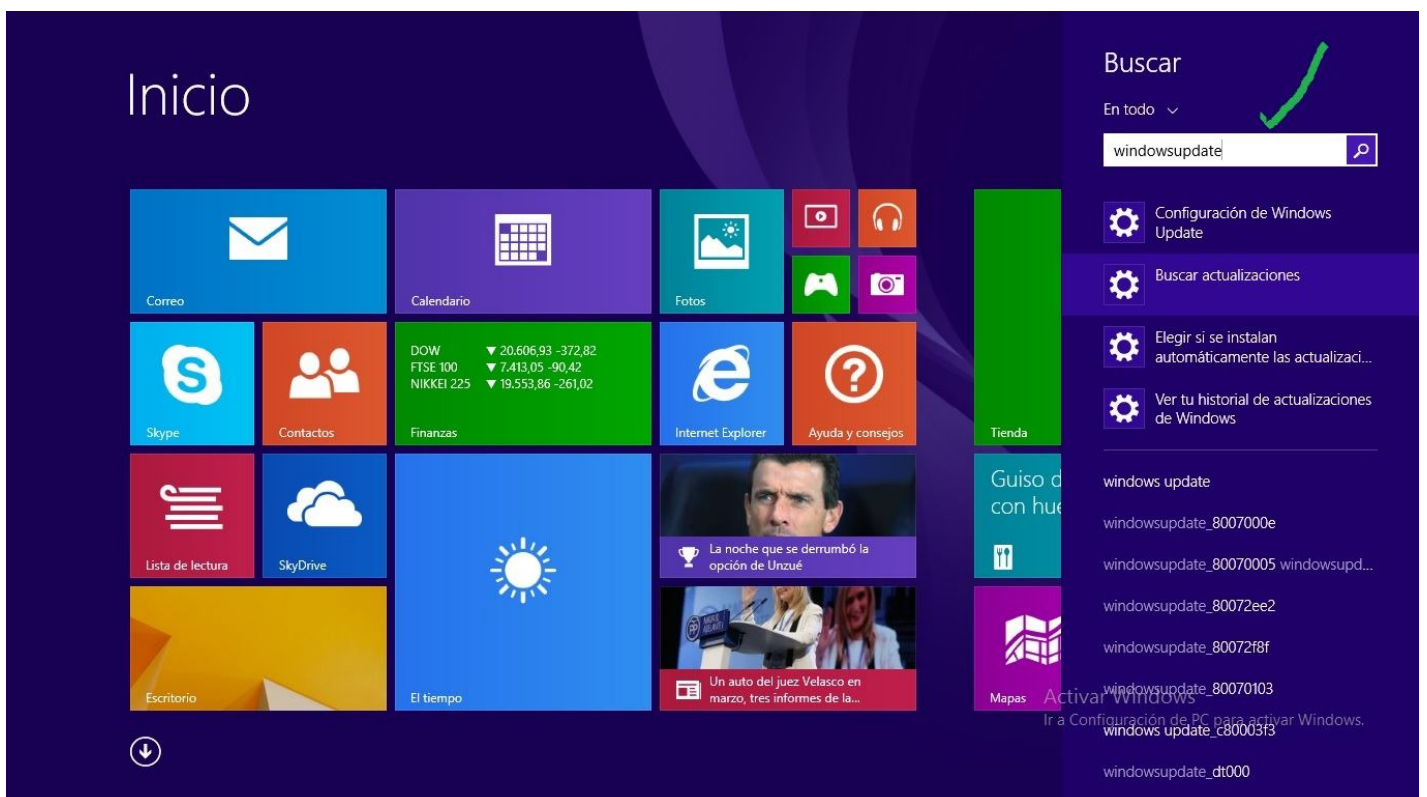 Inicio
Correo
Calendario
Fotos
Skype
Contactos
DOW ▼ 20.606,93 -372,82
FTSE 100 ▼ 7.413,05 -90,42
NIKKEI 225 ▼ 19.553,86 -261,02
Finanzas
Internet Explorer
Ayuda y consejos
Tienda
Lista de lectura
SkyDrive
La noche que se derrumbó la
opción de Unzué
Guiso d
con hue
Escritorio
El tiempo
Un auto del juez Velasco en
marzo, tres informes de la...
Mapas
Buscar
En todo
windowsupdate
Configuración de Windows
Update
Buscar actualizaciones
Elegir si se instalan
automáticamente las actualizaci...
Ver tu historial de actualizaciones
de Windows
windows update
windowsupdate_8007000e
windowsupdate_80070005 windowsupd...
windowsupdate_80072ee2
windowsupdate_80072f8f
windowsupdate_80070103
Activar Windows
Ir a Configuración de PC para activar Windows.
windows update_c80003f3
windowsupdate_dt000